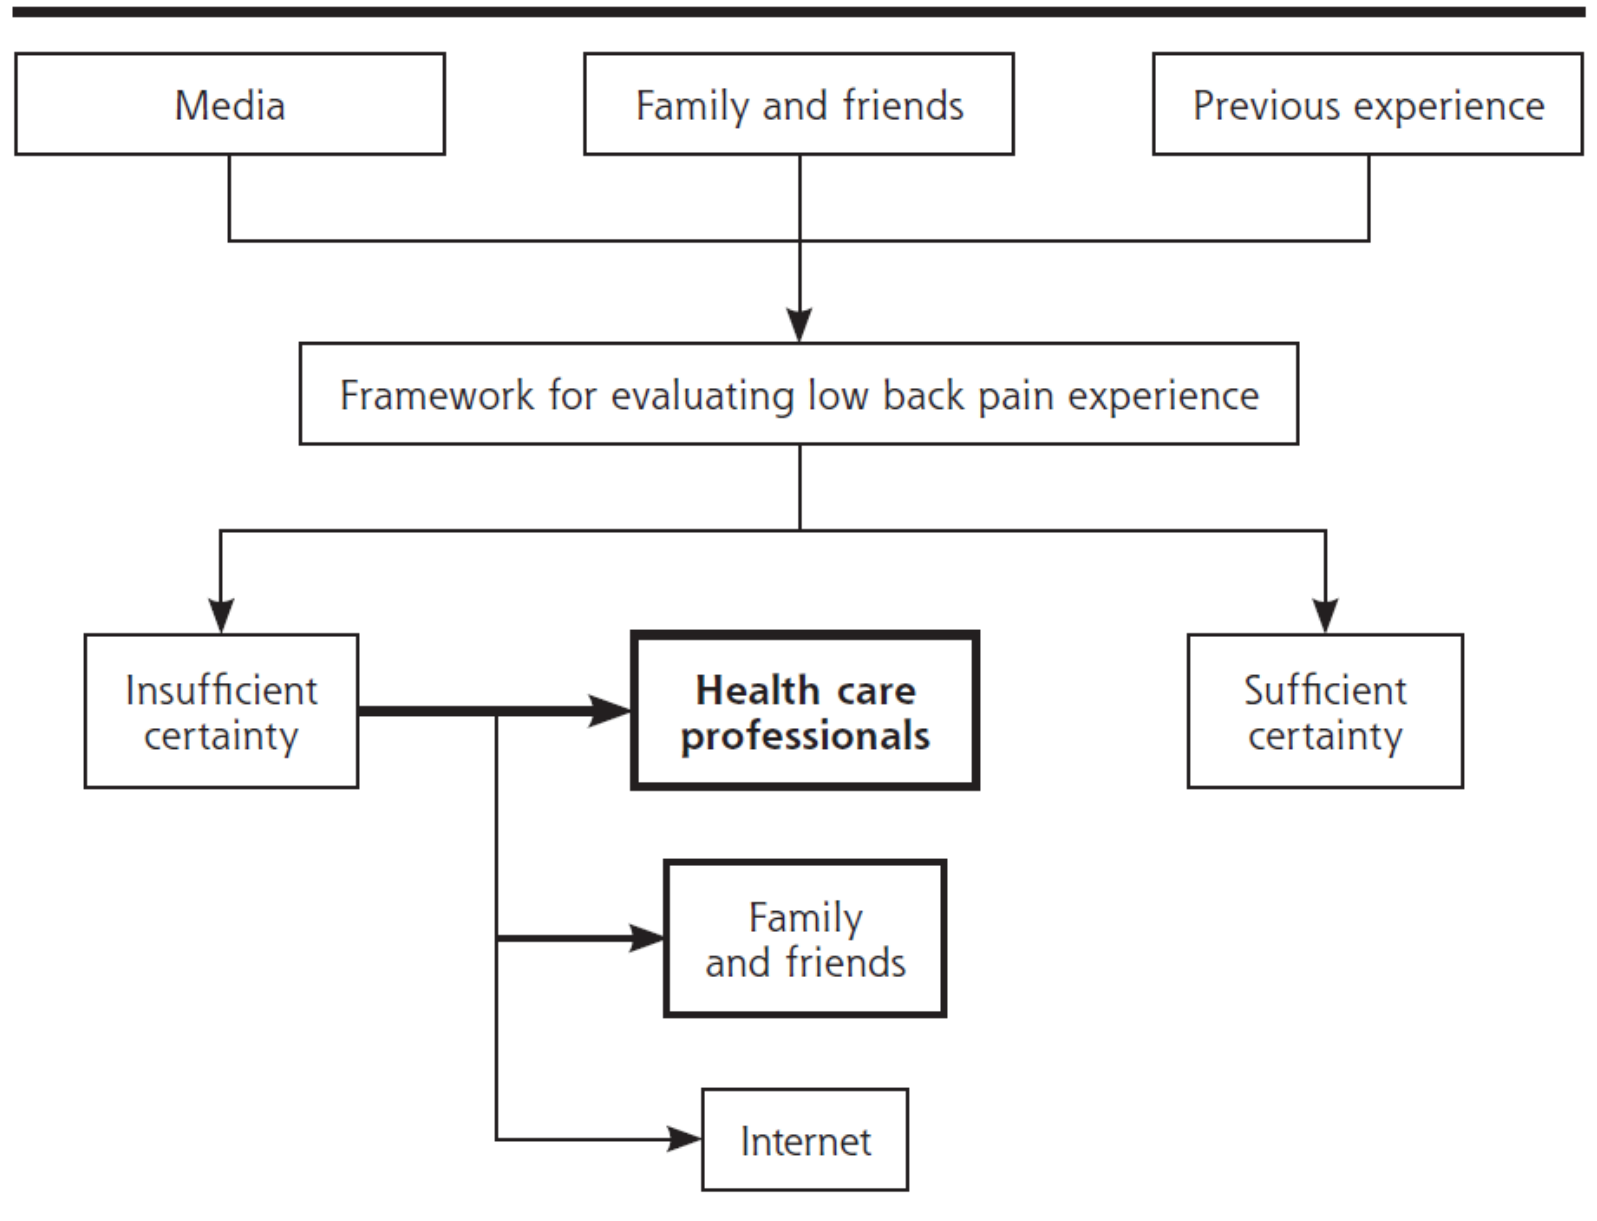 Media
Family and friends
Previous experience
Framework for evaluating low back pain experience
Insufficient
certainty
Health care
professionals
Sufficient
certainty
Family
and friends
Internet